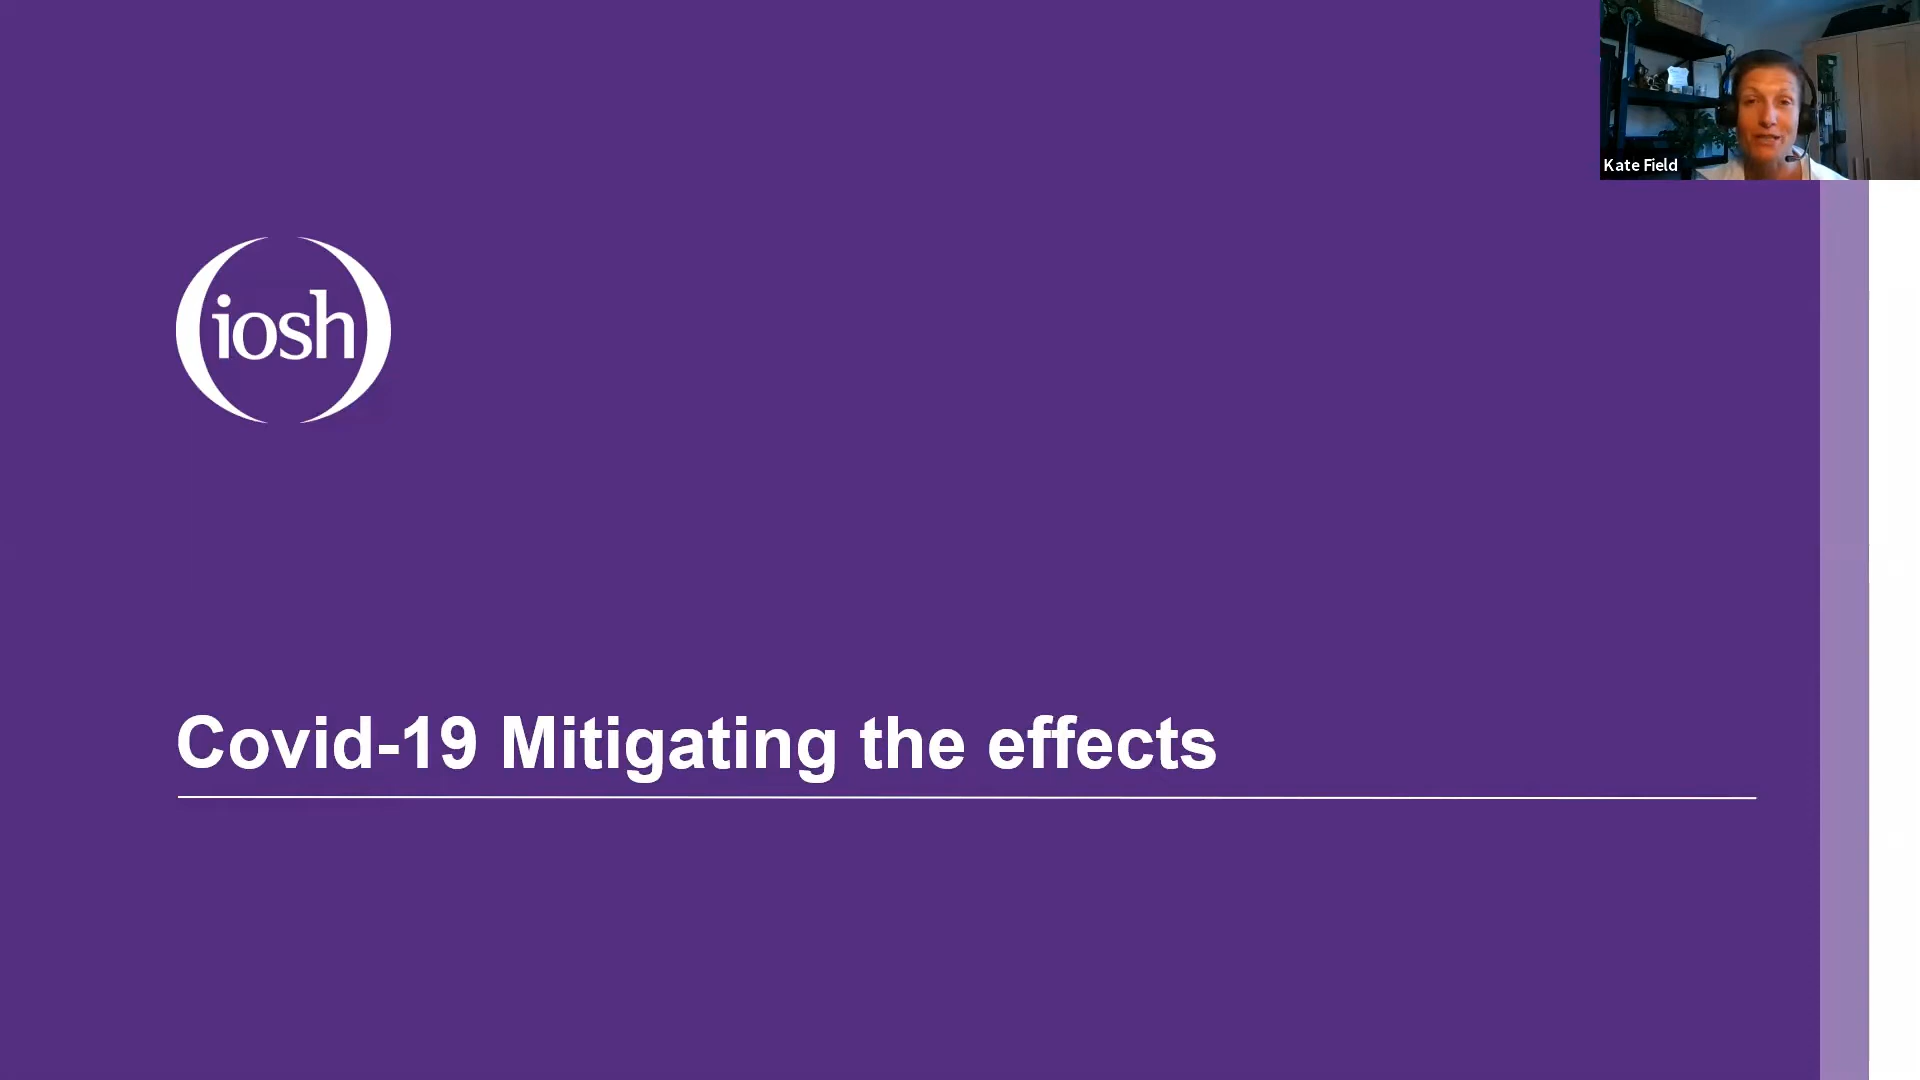 Kate Field
iosh
Covid-19 Mitigating the effects